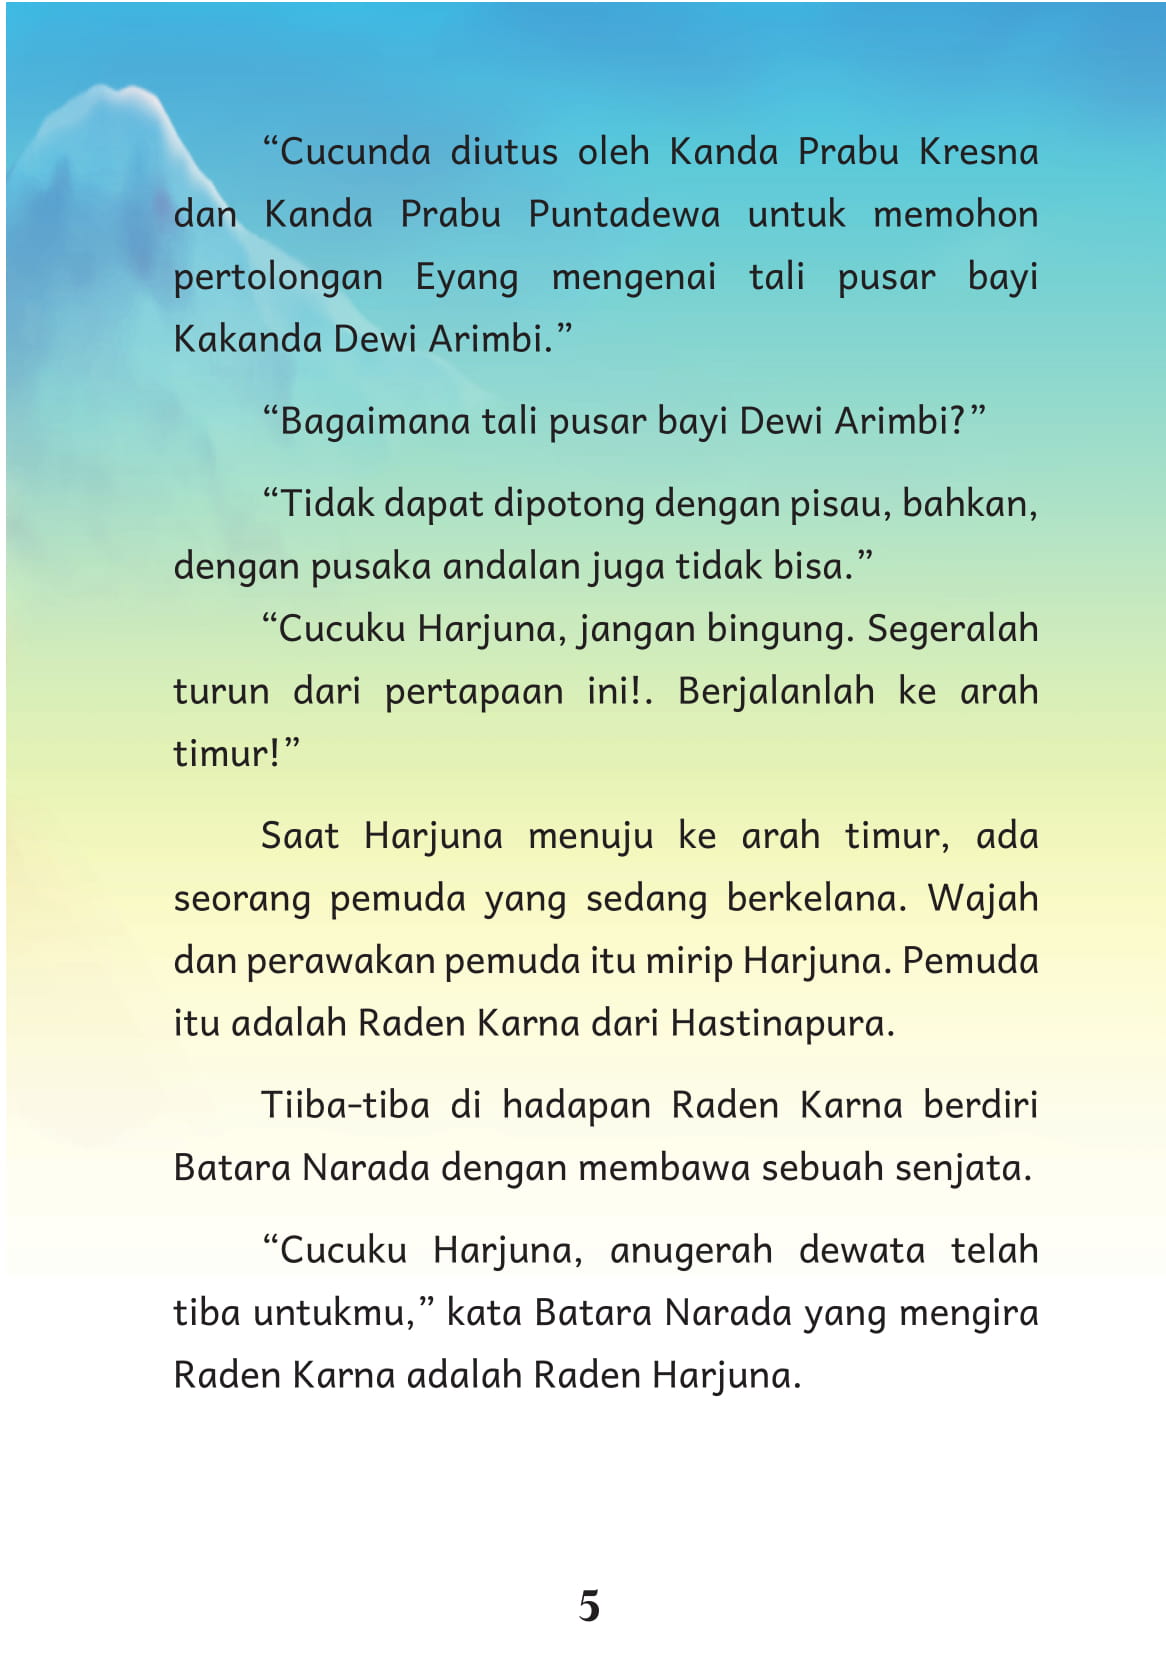 “Cucunda diutus oleh Kanda Prabu Kresna
dan Kanda Prabu Puntadewa untuk memohon
pertolongan Eyang mengenai tali pusar bayi
Kakanda Dewi Arimbi.”
“Bagaimana tali pusar bayi Dewi Arimbi?”
“Tidak dapat dipotong dengan pisau, bahkan,
dengan pusaka andalan juga tidak bisa.”
“Cucuku Harjuna, jangan bingung. Segeralah
turun dari pertapaan ini!. Berjalanlah ke arah
timur!”
Saat Harjuna menuju ke arah timur, ada
seorang pemuda yang sedang berkelana. Wajah
dan perawakan pemuda itu mirip Harjuna. Pemuda
itu adalah Raden Karna dari Hastinapura.
Tiiba-tiba di hadapan Raden Karna berdiri
Batara Narada dengan membawa sebuah senjata.
“Cucuku Harjuna, anugerah dewata telah
tiba untukmu,” kata Batara Narada yang mengira
Raden Karna adalah Raden Harjuna.
5